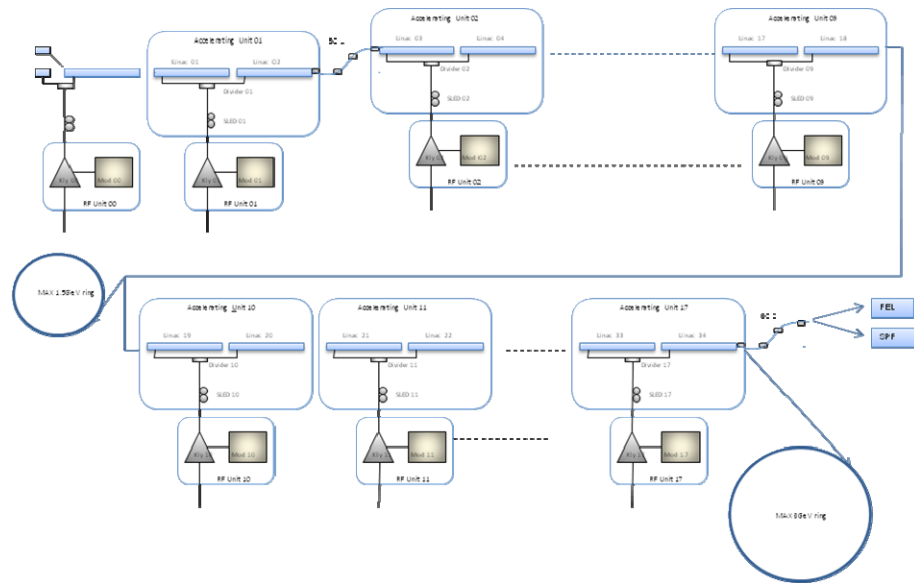 Accelerating Unit 01
Accelerating Unit 02
Accelerating Unit 09
Linac 01
Linac 02
Linac 03
Linac 04
Linac 17
Linac 18
Divider 01
Divider 02
Divider 09
SLED 01
SLED 02
SLED 09
Mod 00
Mod 01
Mod 02
Mod 09
RF Unit 00
RF Unit 01
RF Unit 02
RF Unit 09
MAX 1.5GeV ring
Accelerating Unit 10
Accelerating Unit 11
Accelerating Unit 17
FEL
SPF
Linac 19
Linac 20
Linac 21
Linac 22
Linac 33
Linac 34
Divider 10
Divider 11
Divider 17
SLED 10
SLED 11
SLED 17
Kly 1
Kly 1
Kly 1
Mod 10
Mod 11
Mod 17
RF Unit 10
RF Unit 11
RF Unit 17
MAX 3GeV ring